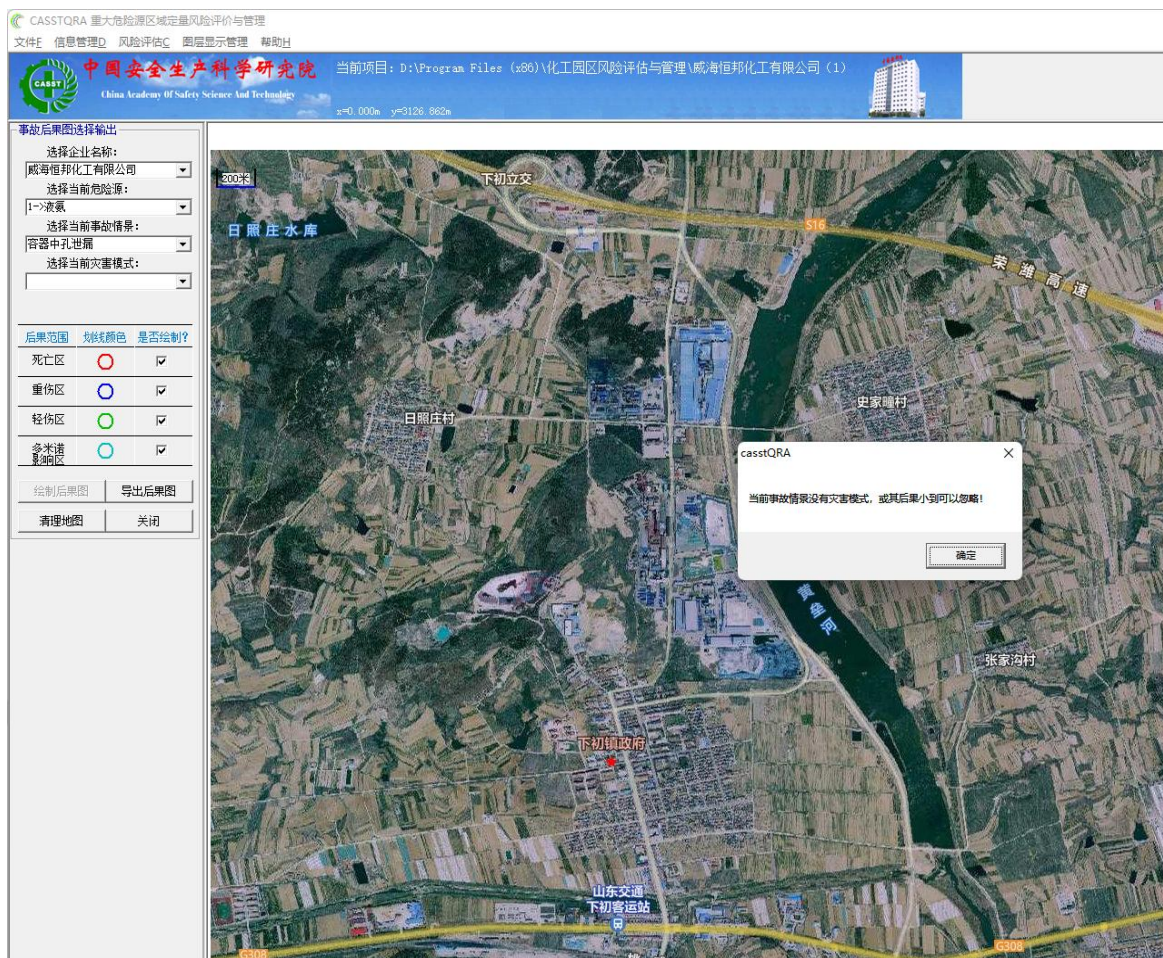 CASSTQRA 重大危险源区域定量风险评价与管理
文件F 信息管理D 风险评估C 图层显示管理 帮助H
CASST
中国安全生产科学研究院
China Academy Of Safety Science And Technology
当前项目: D:\Program Files (x86)\化工园区风险评估与管理\威海恒邦化工有限公司 (1)
x=0.000m y=3126.862m
事故后果图选择输出
选择企业名称:
威海恒邦化工有限公司
选择当前危险源:
1->液氨
选择当前事故情景:
容器中孔泄漏
选择当前灾害模式:
后果范围 划线颜色 是否绘制?
死亡区
重伤区
轻伤区
多米诺
影响区
绘制后果图 导出后果图
清理地图 关闭
200米
下初立交
日照庄水库
S16
荣潍高速
日照庄村
史家疃村
casstQRA
当前事故情景没有灾害模式，或其后果小到可以忽略!
确定
黄垒河
张家沟村
下初镇政府
山东交通
下初客运站
G308
G308